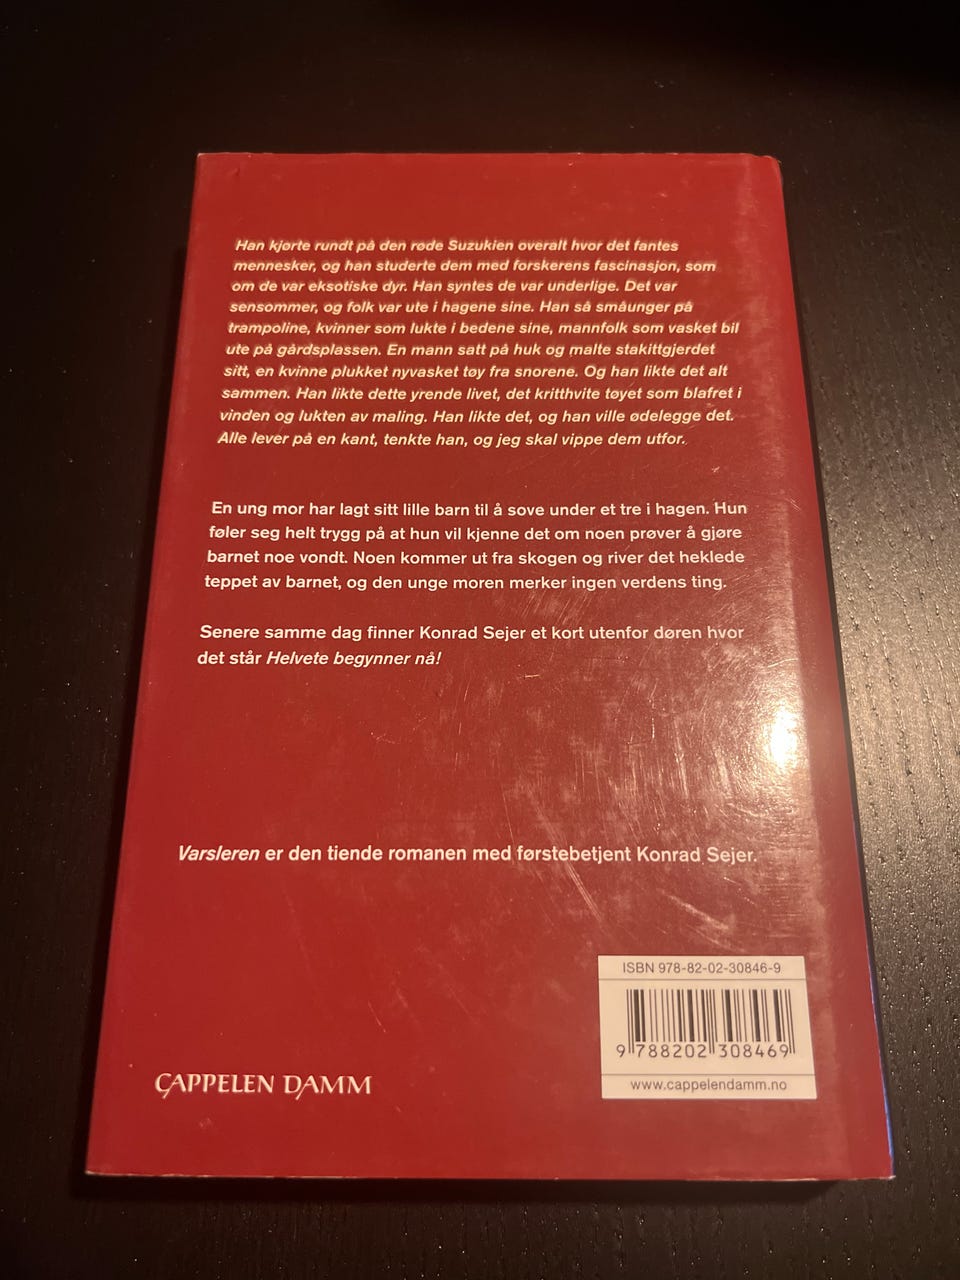 Han kjørte rundt på den røde Suzukien overalt hvor det fantes
mennesker, og han studerte dem med forskerens fascinasjon, som
om de var eksotiske dyr. Han syntes de var underlige. Det var
sensommer, og folk var ute i hagene sine. Han så småunger på
trampoline, kvinner som lukte i bedene sine, mannfolk som vasket bil
ute på gårdsplassen. En mann satt på huk og malte stakittgjerdet
sitt, en kvinne plukket nyvasket tøy fra snorene. Og han likte det alt
sammen. Han likte dette yrende livet, det kritthvite tøyet som blafret i
vinden og lukten av maling. Han likte det, og han ville ødelegge det.
Alle lever på en kant, tenkte han, og jeg skal vippe dem utfor.
En ung mor har lagt sitt lille barn til å sove under et tre i hagen. Hun
føler seg helt trygg på at hun vil kjenne det om noen prøver å gjøre
barnet noe vondt. Noen kommer ut fra skogen og river det heklede
teppet av barnet, og den unge moren merker ingen verdens ting.
Senere samme dag finner Konrad Sejer et kort utenfor døren hvor
det står Helvete begynner nå!
Varsleren er den tiende romanen med førstebetjent Konrad Sejer.
ISBN 978-82-02-30846-9
9 788202 308469
www.cappelendamm.no
CAPPELEN DAMM